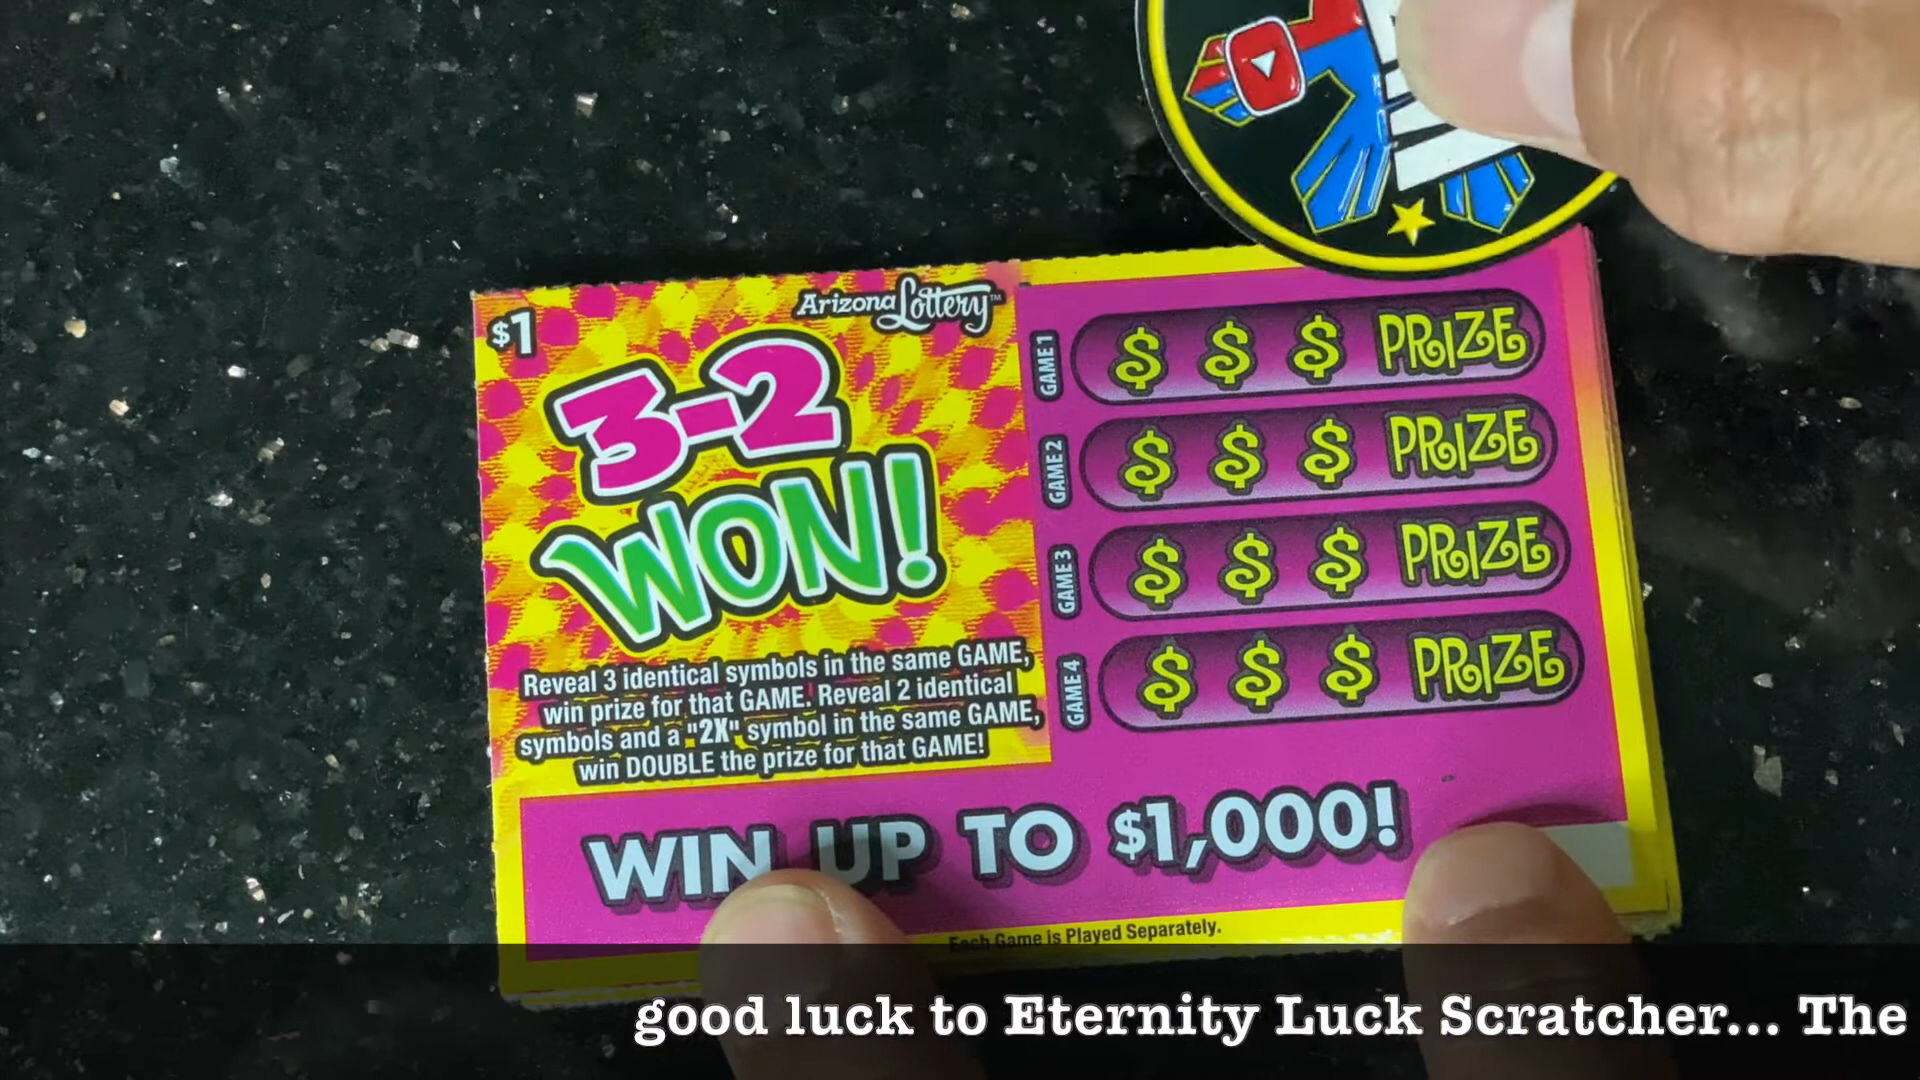 $1
Arizona Lottery™
3-2
WON!
Reveal 3 identical symbols in the same GAME,
win prize for that GAME. Reveal 2 identical
symbols and a "2X" symbol in the same GAME,
win DOUBLE the prize for that GAME!
GAME 1 $ $ $ PRIZE
GAME 2 $ $ $ PRIZE
GAME 3 $ $ $ PRIZE
GAME 4 $ $ $ PRIZE
WIN UP TO $1,000!
Each Game is Played Separately.
good luck to Eternity Luck Scratcher... The